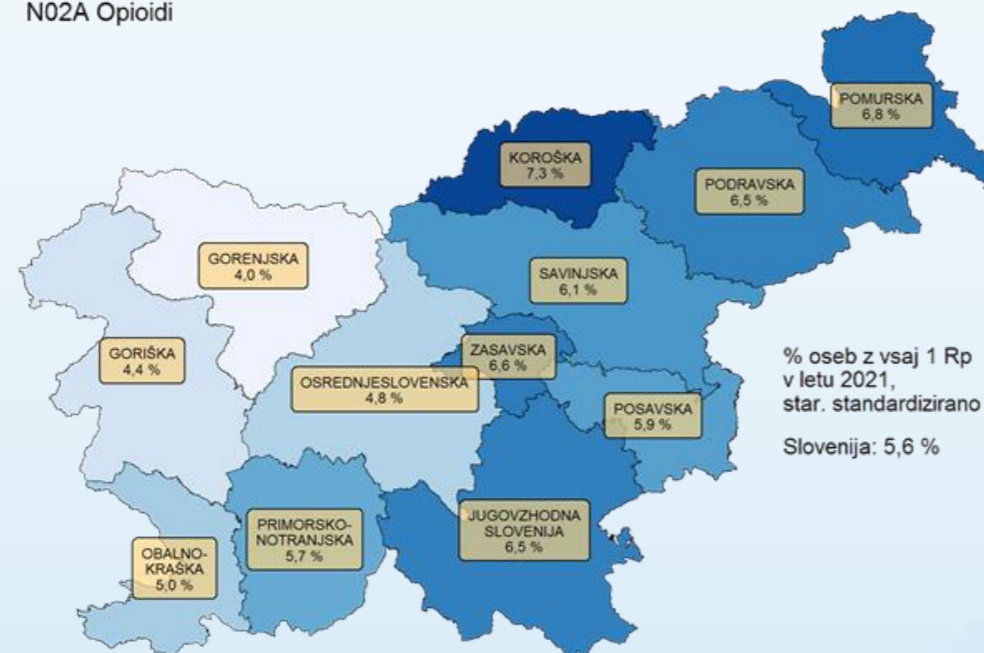 N02A Opioidi
POMURSKA
6,8 %
KOROŠKA
7,3 %
PODRAVSKA
6,5 %
GORENJSKA
4,0 %
SAVINJSKA
6,1 %
GORIŠKA
4,4 %
ZASAVSKA
6,6 %
OSREDNJESLOVENSKA
4,8 %
POSAVSKA
5,9 %
% oseb z vsaj 1 Rp
v letu 2021,
star. standardizirano
Slovenija: 5,6 %
JUGOVZHODNA
SLOVENIJA
6,5 %
PRIMORSKO-
NOTRANJSKA
5,7 %
OBALNO-
KRAŠKA
5,0 %